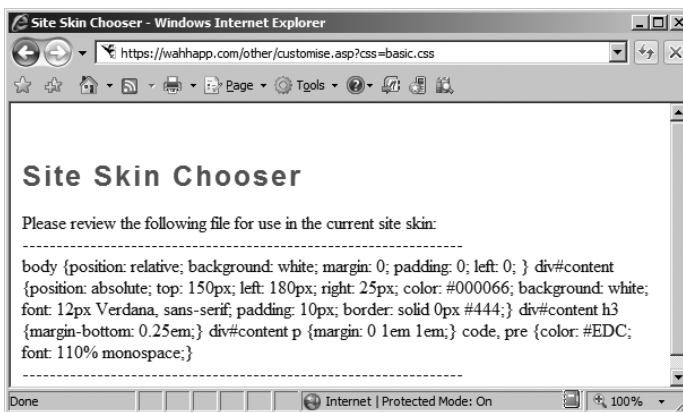 Site Skin Chooser - Windows Internet Explorer
https://wahhapp.com/other/customise.asp?css=basic.css
Page Tools
Site Skin Chooser
Please review the following file for use in the current site skin:
----------------------------------------------------------------
body {position: relative; background: white; margin: 0; padding: 0; left: 0; } div#content
{position: absolute; top: 150px; left: 180px; right: 25px; color: #000066; background: white;
font: 12px Verdana, sans-serif; padding: 10px; border: solid 0px #444;} div#content h3
{margin-bottom: 0.25em;} div#content p {margin: 0 1em 1em;} code, pre {color: #EDC;
font: 110% monospace;}
----------------------------------------------------------------
Done Internet | Protected Mode: On 100%